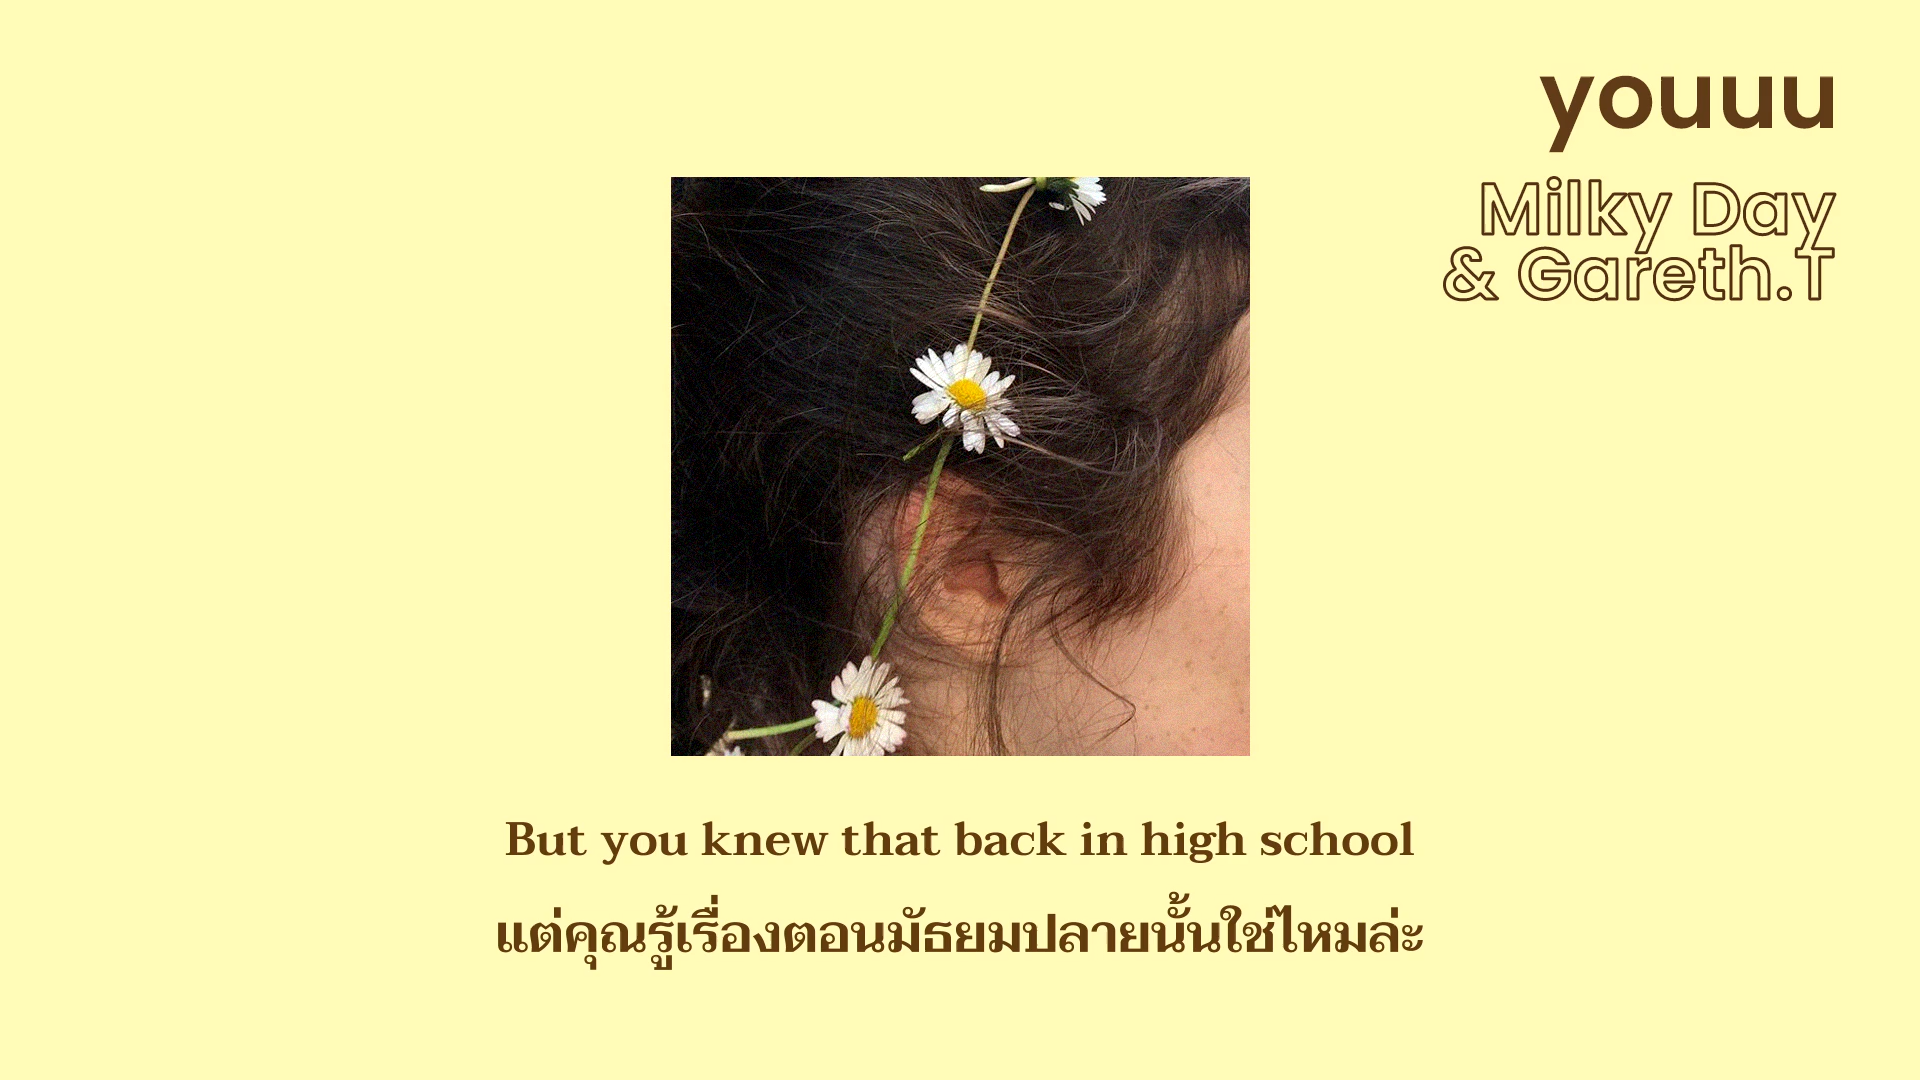 youuu
Milky Day
& Gareth.T
But you knew that back in high school
แต่คุณรู้เรื่องตอนมัธยมปลายนั้นใช่ไหมล่ะ